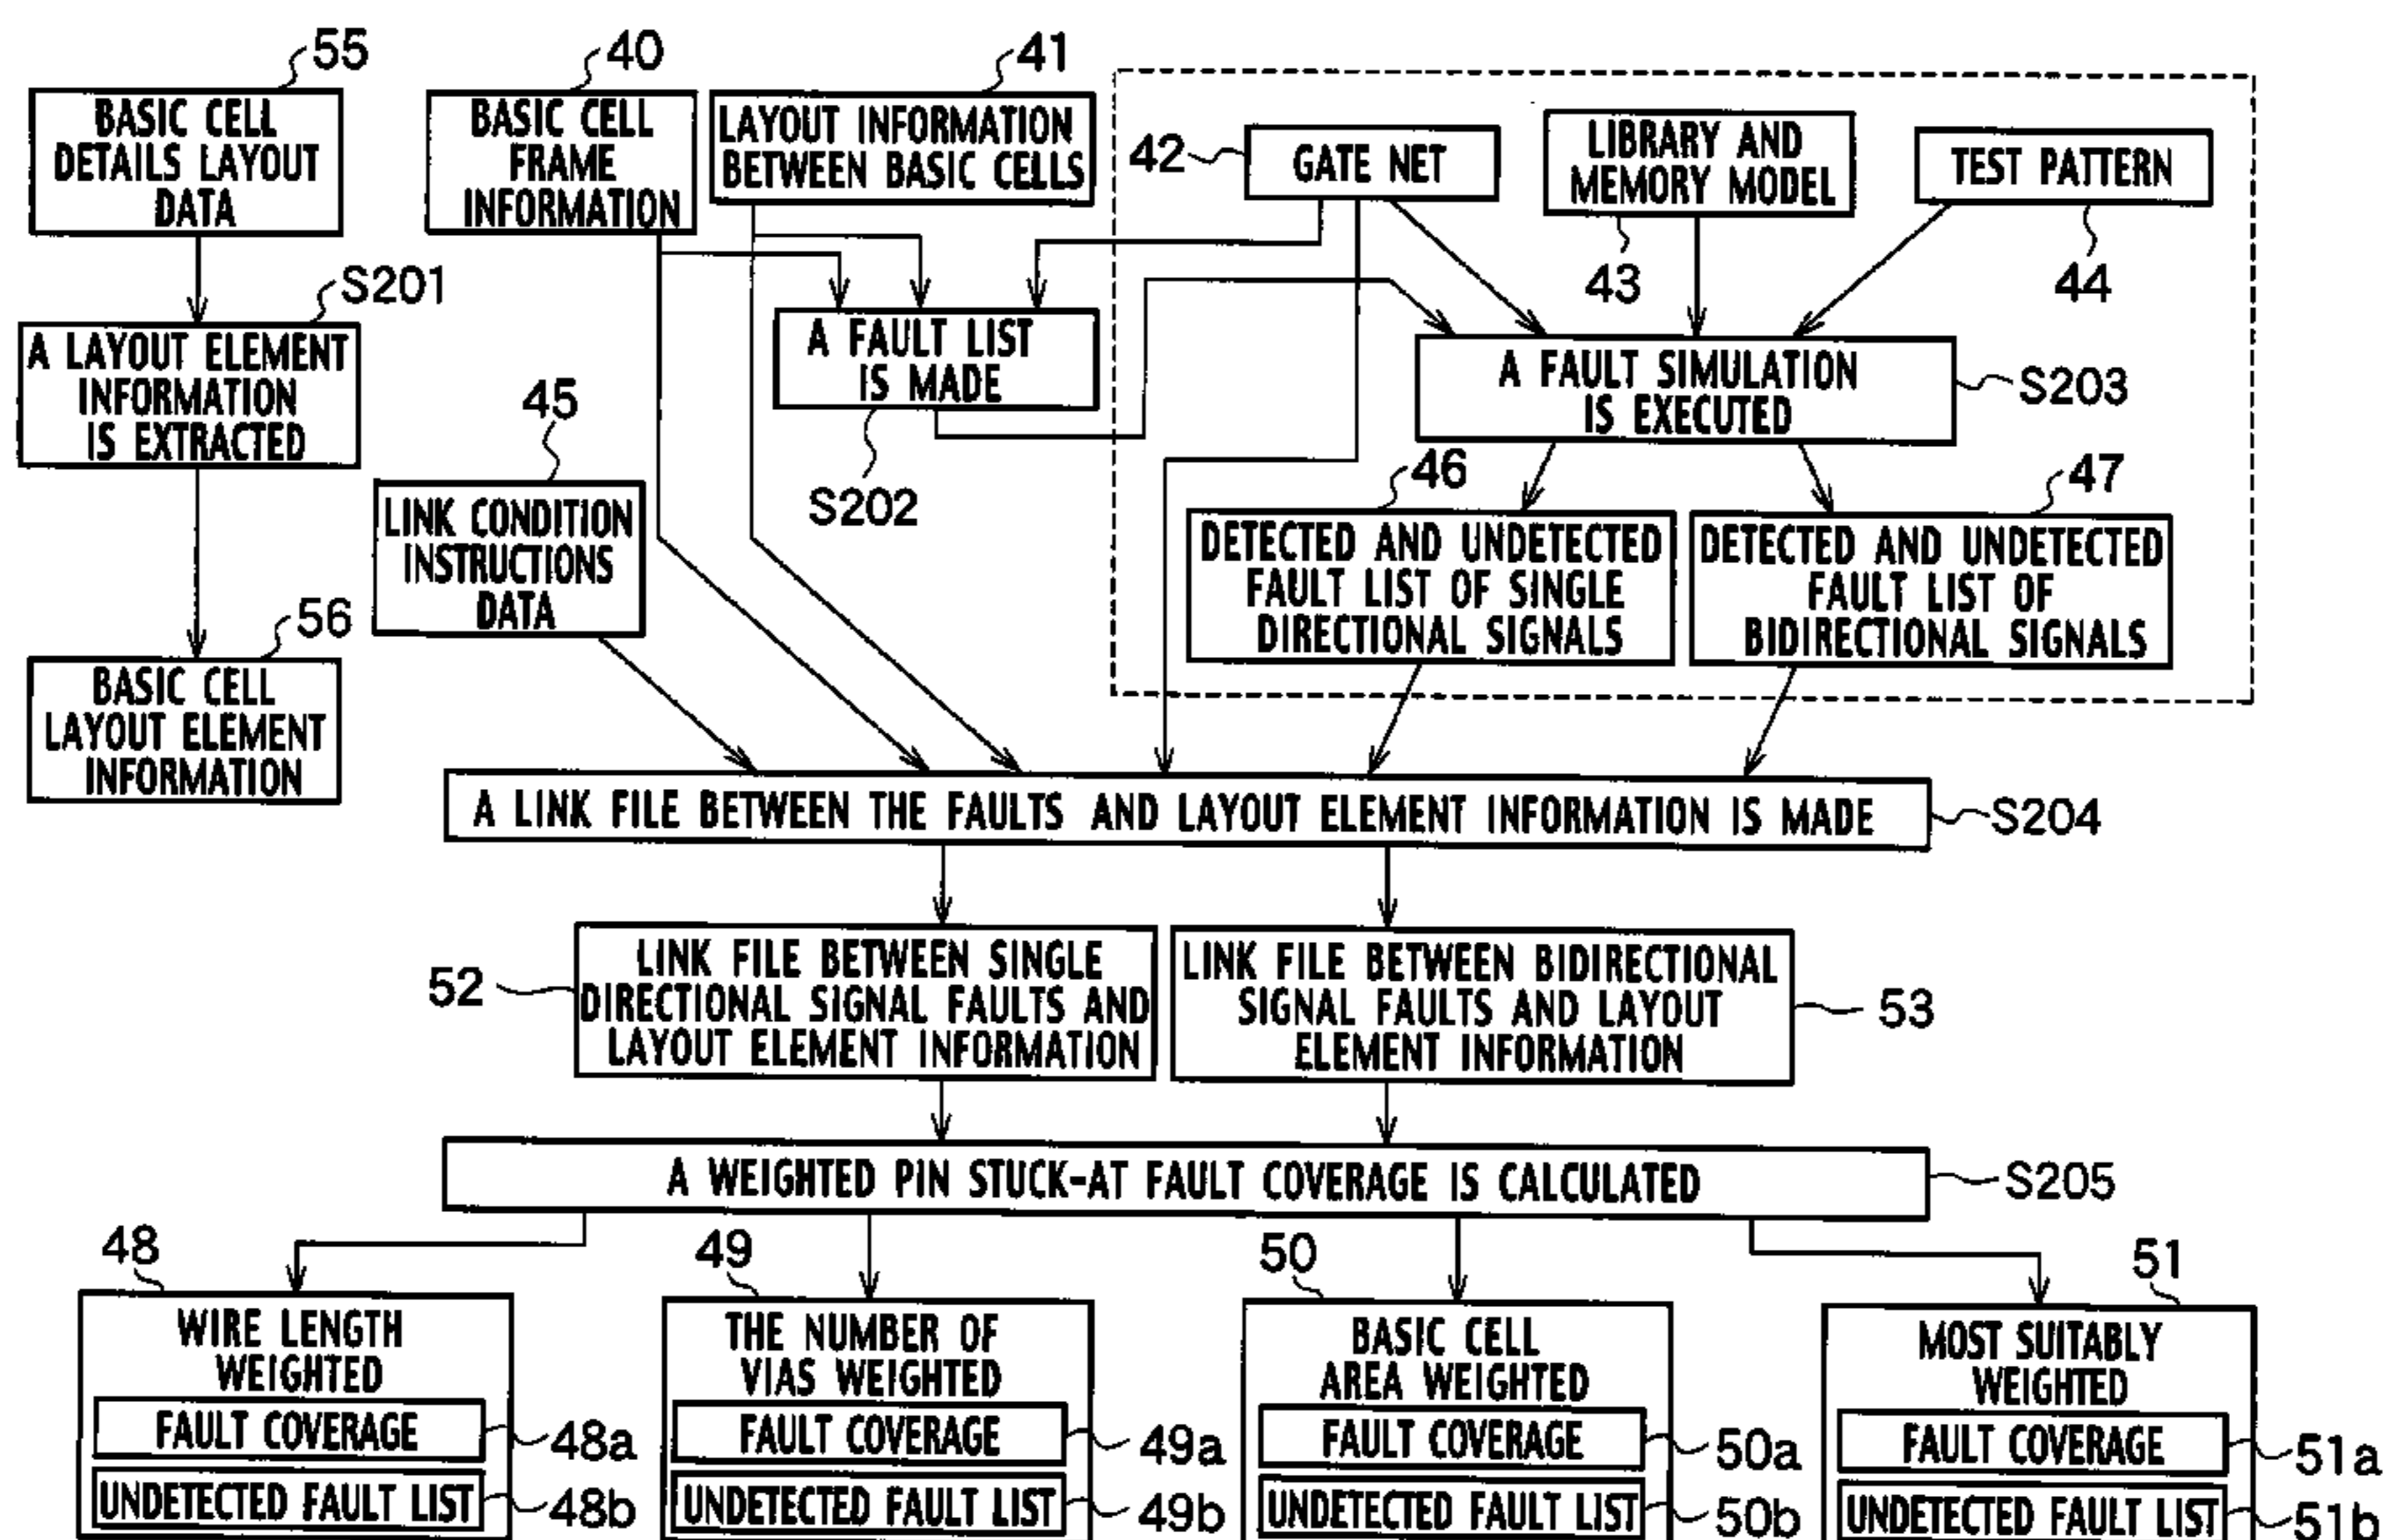 55
BASIC CELL
DETAILS LAYOUT
DATA
40
BASIC CELL
FRAME
INFORMATION
41
LAYOUT INFORMATION
BETWEEN BASIC CELLS
42
GATE NET
LIBRARY AND
MEMORY MODEL
43
TEST PATTERN
44
S201
A LAYOUT ELEMENT
INFORMATION
IS EXTRACTED
A FAULT LIST
IS MADE
S202
A FAULT SIMULATION
IS EXECUTED
S203
45
LINK CONDITION
INSTRUCTIONS
DATA
46
DETECTED AND UNDETECTED
FAULT LIST OF SINGLE
DIRECTIONAL SIGNALS
47
DETECTED AND UNDETECTED
FAULT LIST OF
BIDIRECTIONAL SIGNALS
56
BASIC CELL
LAYOUT ELEMENT
INFORMATION
A LINK FILE BETWEEN THE FAULTS AND LAYOUT ELEMENT INFORMATION IS MADE
S204
52
LINK FILE BETWEEN SINGLE
DIRECTIONAL SIGNAL FAULTS AND
LAYOUT ELEMENT INFORMATION
LINK FILE BETWEEN BIDIRECTIONAL
SIGNAL FAULTS AND LAYOUT
ELEMENT INFORMATION
53
A WEIGHTED PIN STUCK-AT FAULT COVERAGE IS CALCULATED
S205
48
WIRE LENGTH
WEIGHTED
FAULT COVERAGE
48a
UNDETECTED FAULT LIST
48b
49
THE NUMBER OF
VIAS WEIGHTED
FAULT COVERAGE
49a
UNDETECTED FAULT LIST
49b
50
BASIC CELL
AREA WEIGHTED
FAULT COVERAGE
50a
UNDETECTED FAULT LIST
50b
51
MOST SUITABLY
WEIGHTED
FAULT COVERAGE
51a
UNDETECTED FAULT LIST
51b